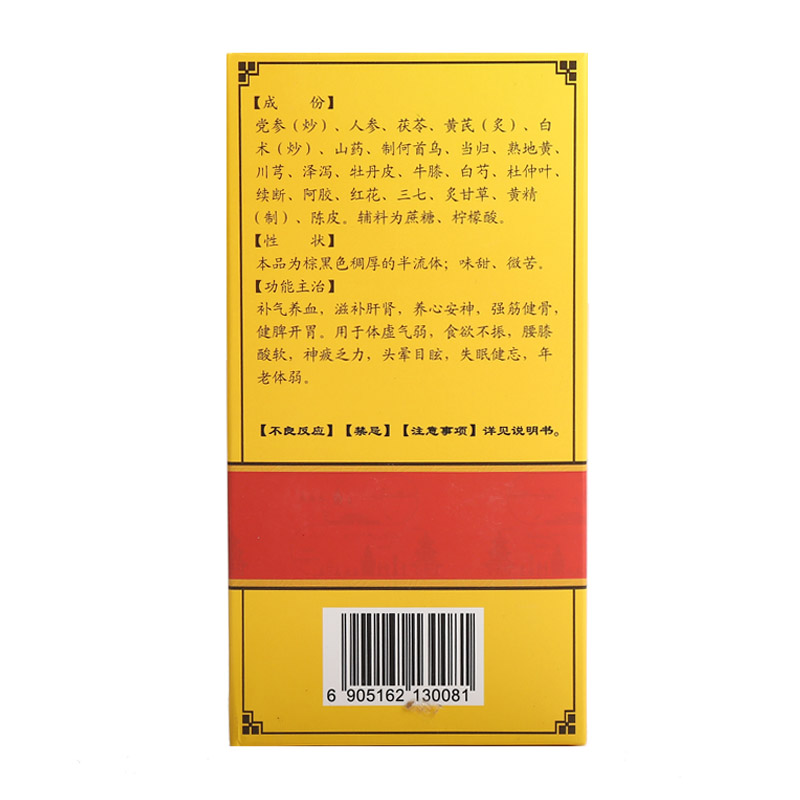 【成　份】
党参（炒）、人参、茯苓、黄芪（炙）、白
术（炒）、山药、制何首乌、当归、熟地黄、
川芎、泽泻、牡丹皮、牛膝、白芍、杜仲叶、
续断、阿胶、红花、三七、炙甘草、黄精
（制）、陈皮。辅料为蔗糖、柠檬酸。
【性　状】
本品为棕黑色稠厚的半流体；味甜、微苦。
【功能主治】
补气养血，滋补肝肾，养心安神，强筋健骨，
健脾开胃。用于体虚气弱，食欲不振，腰膝
酸软，神疲乏力，头晕目眩，失眠健忘，年
老体弱。
【不良反应】【禁忌】【注意事项】详见说明书。
6 905162 130081